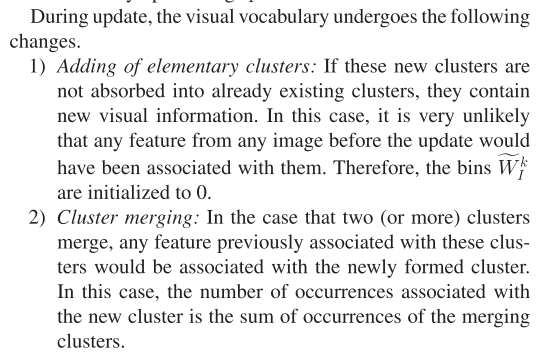 During update, the visual vocabulary undergoes the following
changes.
1) Adding of elementary clusters: If these new clusters are
not absorbed into already existing clusters, they contain
new visual information. In this case, it is very unlikely
that any feature from any image before the update would
have been associated with them. Therefore, the bins $\widetilde{W}_I^k$
are initialized to 0.
2) Cluster merging: In the case that two (or more) clusters
merge, any feature previously associated with these clus-
ters would be associated with the newly formed cluster.
In this case, the number of occurrences associated with
the new cluster is the sum of occurrences of the merging
clusters.